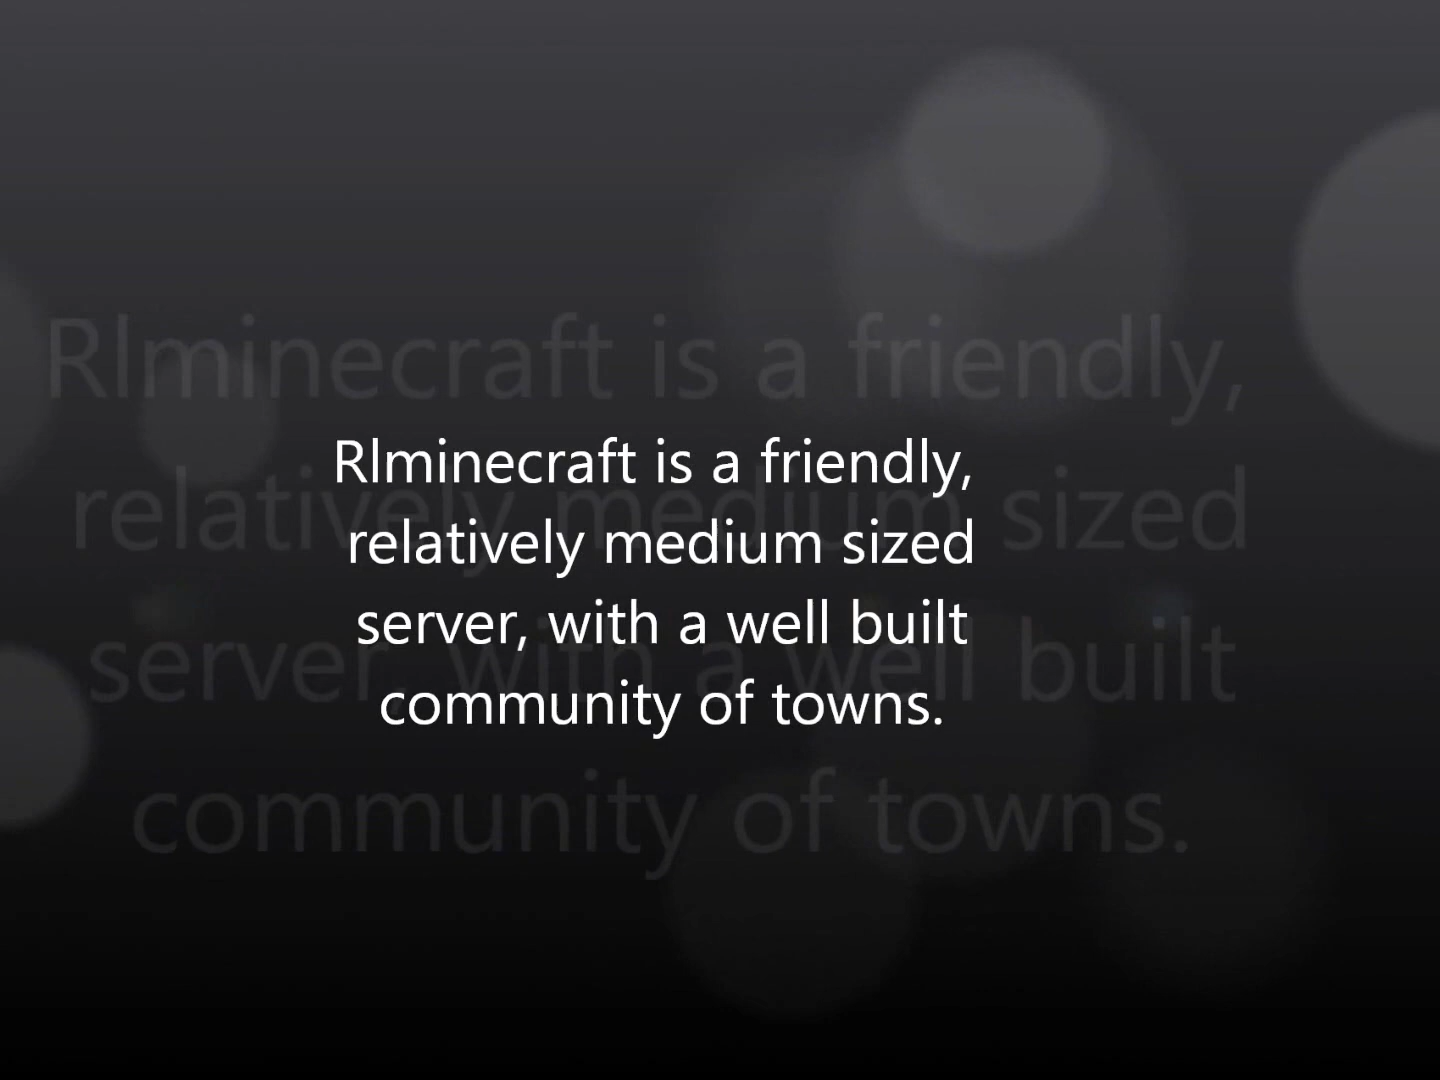 Rlminecraft is a friendly,
relatively medium sized
server, with a well built
community of towns.